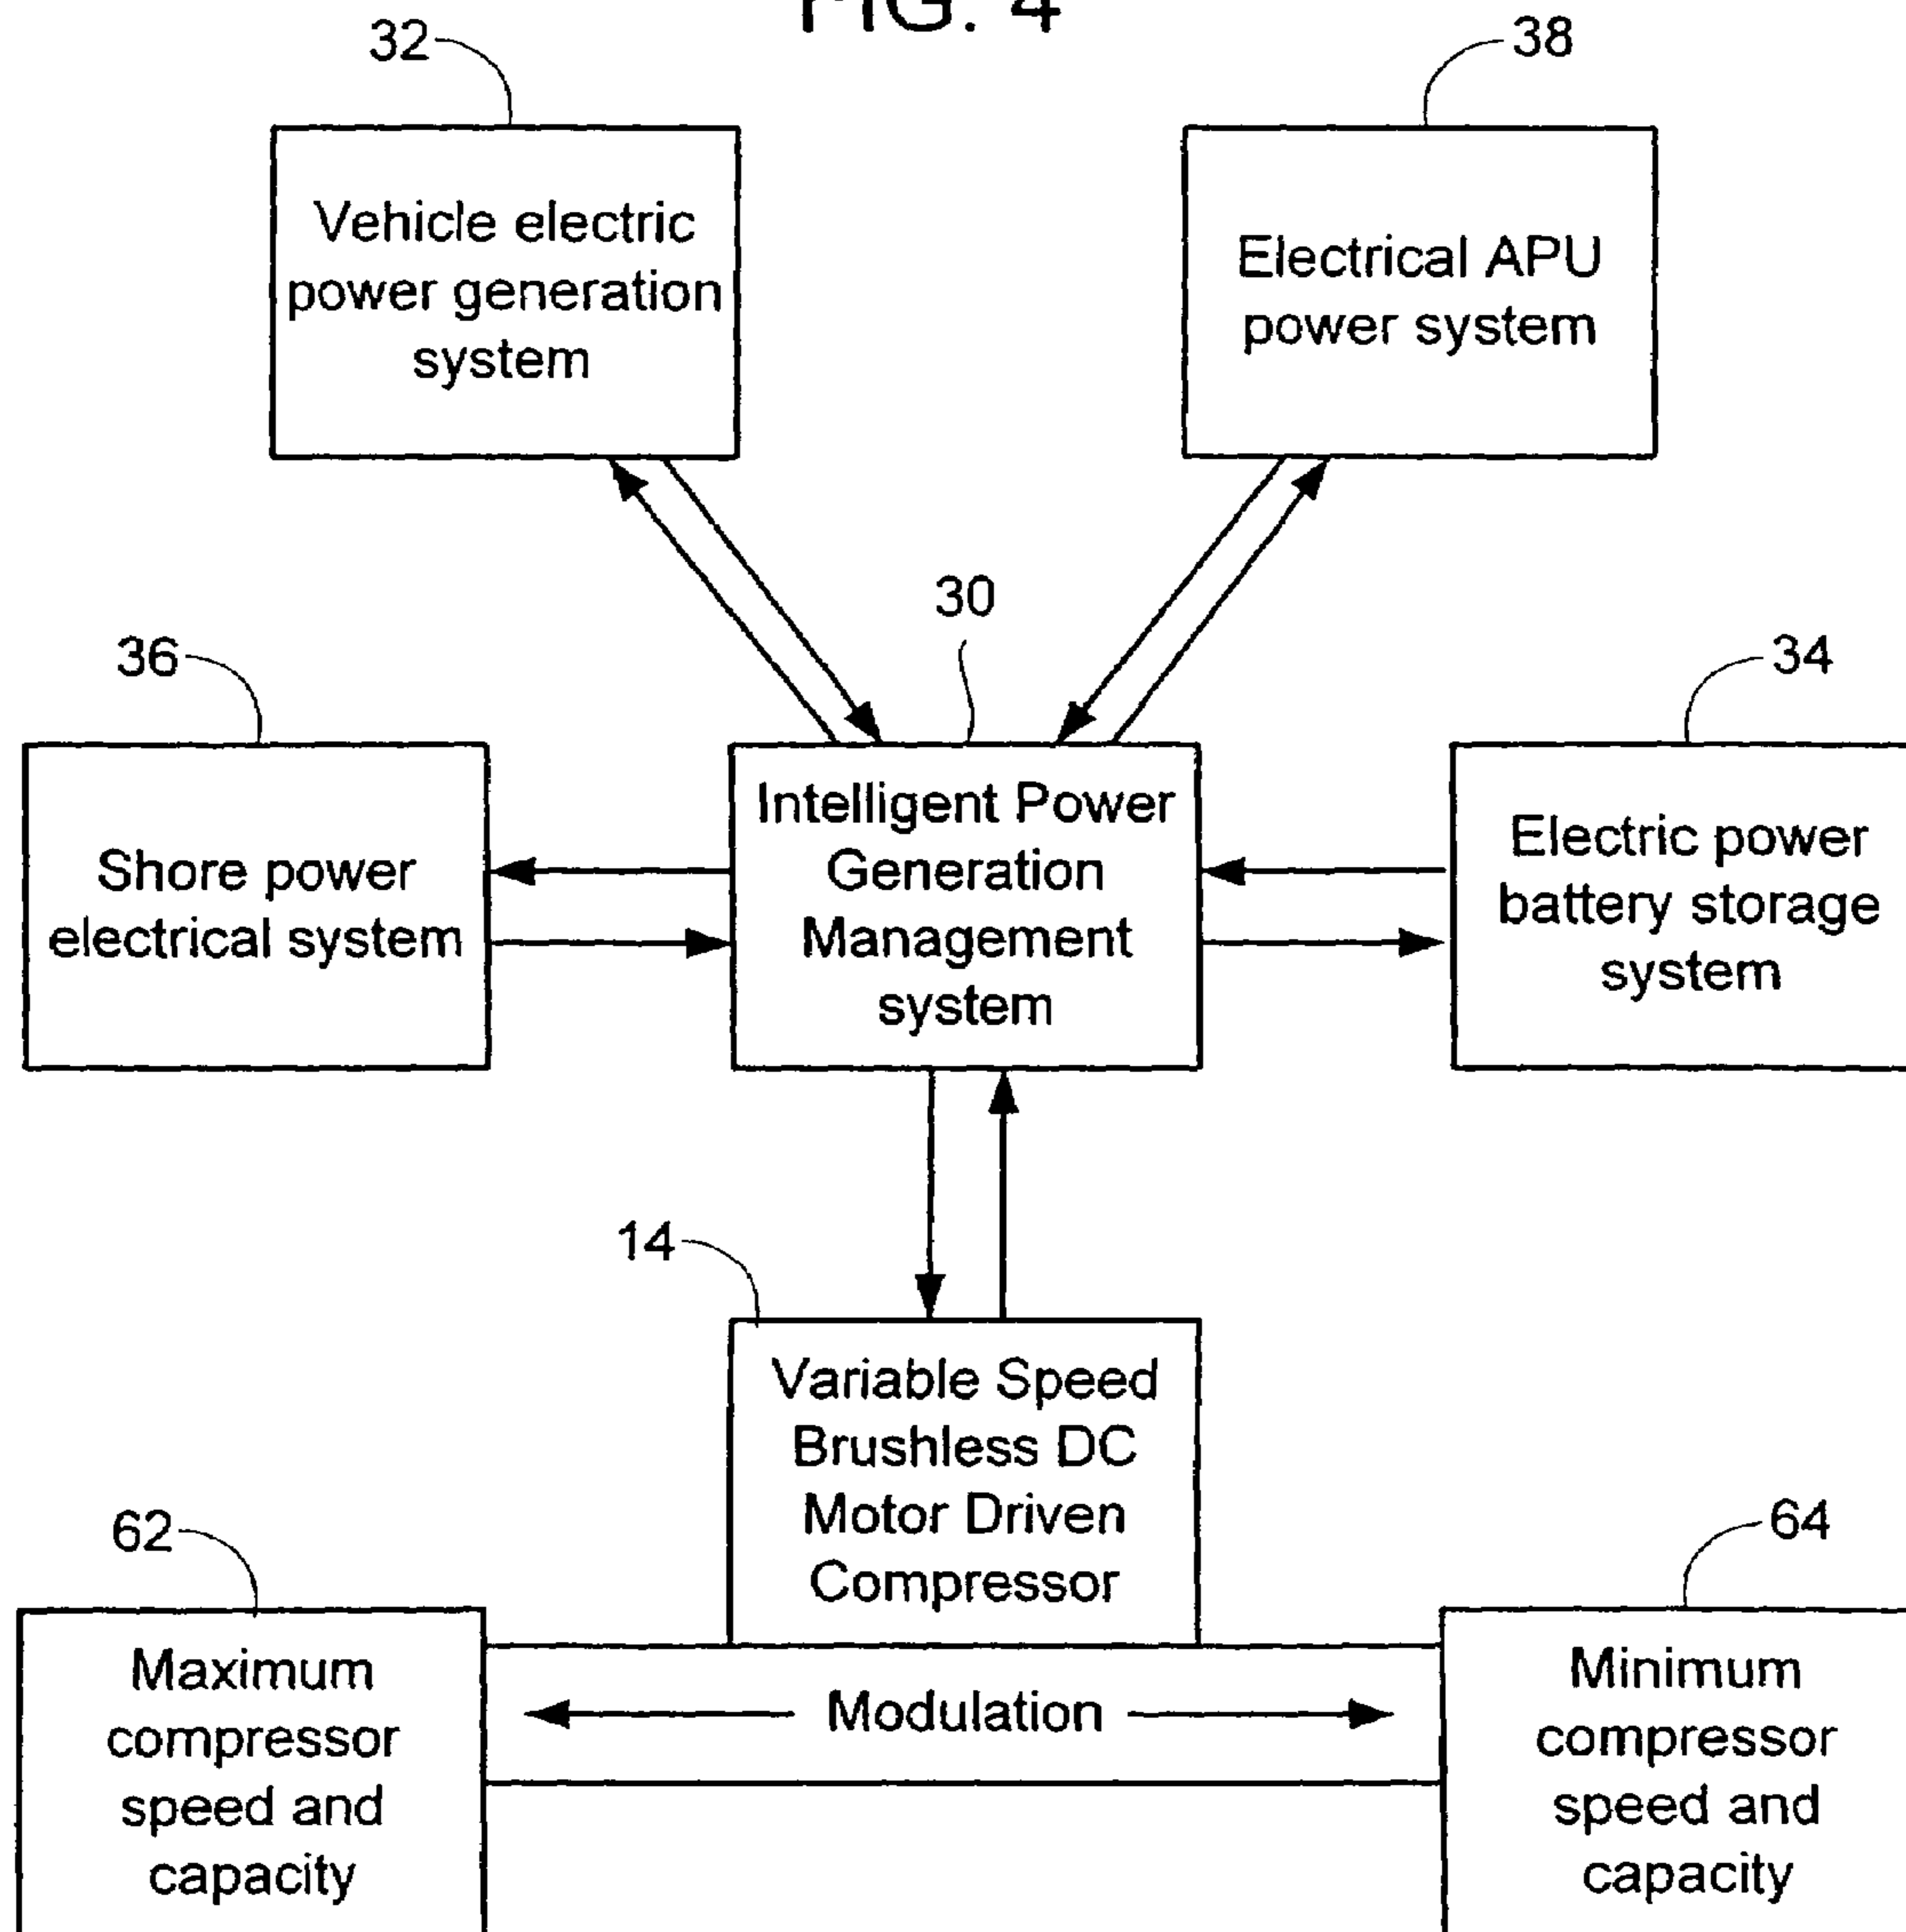 FIG. 4
32
38
Vehicle electric
power generation
system
Electrical APU
power system
30
36
34
Shore power
electrical system
Intelligent Power
Generation
Management
system
Electric power
battery storage
system
14
Variable Speed
Brushless DC
Motor Driven
Compressor
62
64
Maximum
compressor
speed and
capacity
Modulation
Minimum
compressor
speed and
capacity